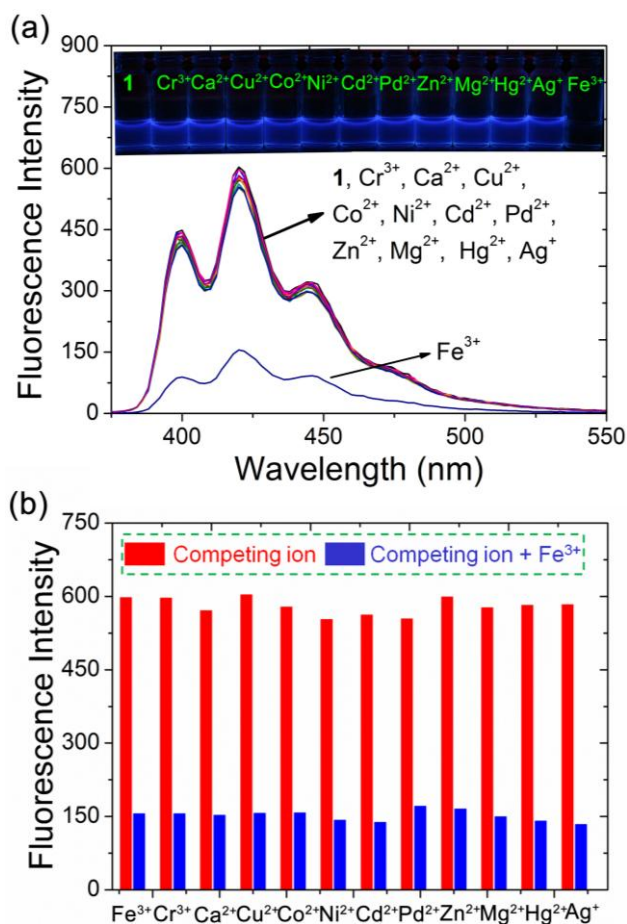 (a)
900
750
600
450
300
150
0
Fluorescence Intensity
1 Cr³⁺ Ca²⁺ Cu²⁺ Co²⁺ Ni²⁺ Cd²⁺ Pd²⁺ Zn²⁺ Mg²⁺ Hg²⁺ Ag⁺ Fe³⁺
1, Cr³⁺, Ca²⁺, Cu²⁺,
Co²⁺, Ni²⁺, Cd²⁺, Pd²⁺,
Zn²⁺, Mg²⁺, Hg²⁺, Ag⁺
Fe³⁺
400 450 500 550
Wavelength (nm)
(b)
750
600
450
300
150
0
Fluorescence Intensity
Competing ion Competing ion + Fe³⁺
Fe³⁺ Cr³⁺ Ca²⁺ Cu²⁺ Co²⁺ Ni²⁺ Cd²⁺ Pd²⁺ Zn²⁺ Mg²⁺ Hg²⁺ Ag⁺